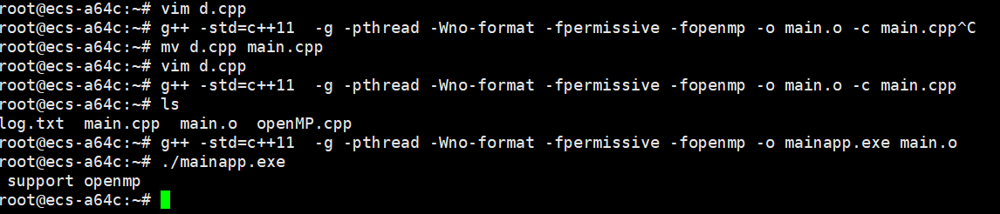 root@ecs-a64c:~# vim d.cpp
root@ecs-a64c:~# g++ -std=c++11  -g -pthread -Wno-format -fpermissive -fopenmp -o main.o -c main.cpp^C
root@ecs-a64c:~# mv d.cpp main.cpp
root@ecs-a64c:~# vim d.cpp
root@ecs-a64c:~# g++ -std=c++11  -g -pthread -Wno-format -fpermissive -fopenmp -o main.o -c main.cpp
root@ecs-a64c:~# ls
log.txt  main.cpp  main.o  openMP.cpp
root@ecs-a64c:~# g++ -std=c++11  -g -pthread -Wno-format -fpermissive -fopenmp -o mainapp.exe main.o
root@ecs-a64c:~# ./mainapp.exe
 support openmp
root@ecs-a64c:~#